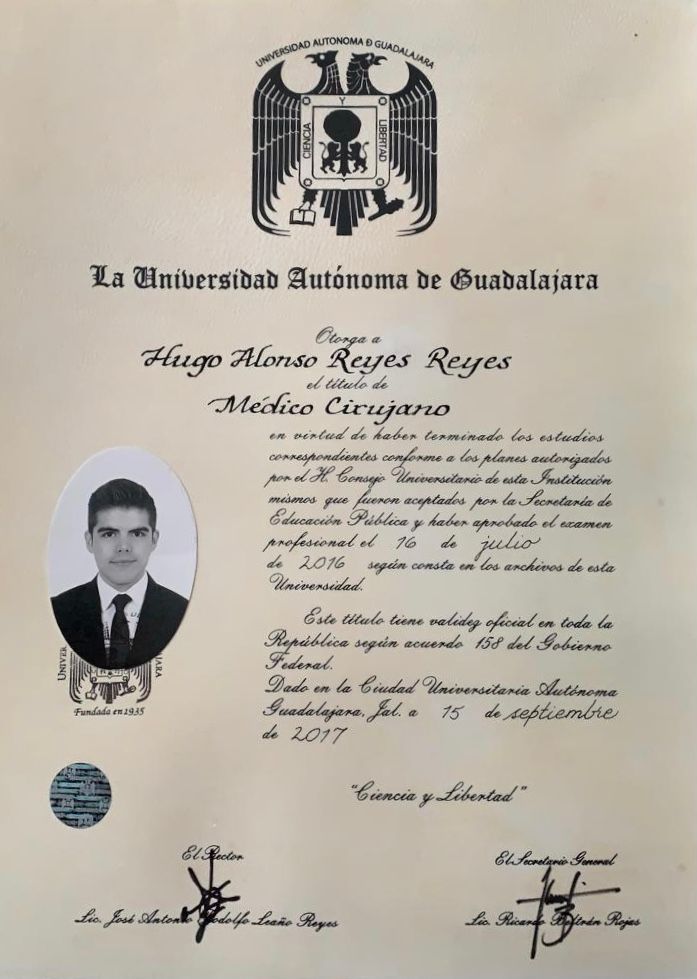 UNIVERSIDAD AUTONOMA Đ GUADALAJARA
Y
CIENCIA
LIBERTAD
La Universidad Autónoma de Guadalajara
Otorga a
Hugo Alonso Reyes Reyes
el título de
Médico Cirujano
en virtud de haber terminado los estudios
correspondientes conforme a los planes autorizados
por el H. Consejo Universitario de esta Institución
mismos que fueron aceptados por la Secretaría de
Educación Pública y haber aprobado el examen
profesional el 16 de julio
de 2016 según consta en los archivos de esta
Universidad.
Este título tiene validez oficial en toda la
República según acuerdo 158 del Gobierno
Federal.
Dado en la Ciudad Universitaria Autónoma
Guadalajara, Jal. a 15 de septiembre
de 2017
Fundada en 1935
"Ciencia y Libertad"
El Rector
Lic. José Antonio Rodolfo Leaño Reyes
El Secretario General
Lic. Ricardo Beltrán Rojas